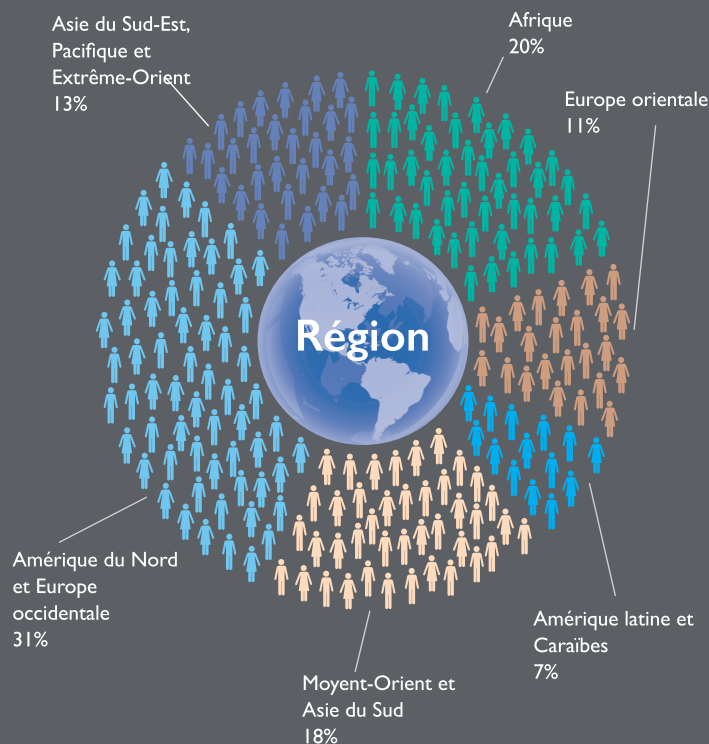 Asie du Sud-Est,
Pacifique et
Extrême-Orient
13%
Afrique
20%
Europe orientale
11%
Région
Amérique du Nord
et Europe
occidentale
31%
Amérique latine et
Caraïbes
7%
Moyent-Orient et
Asie du Sud
18%